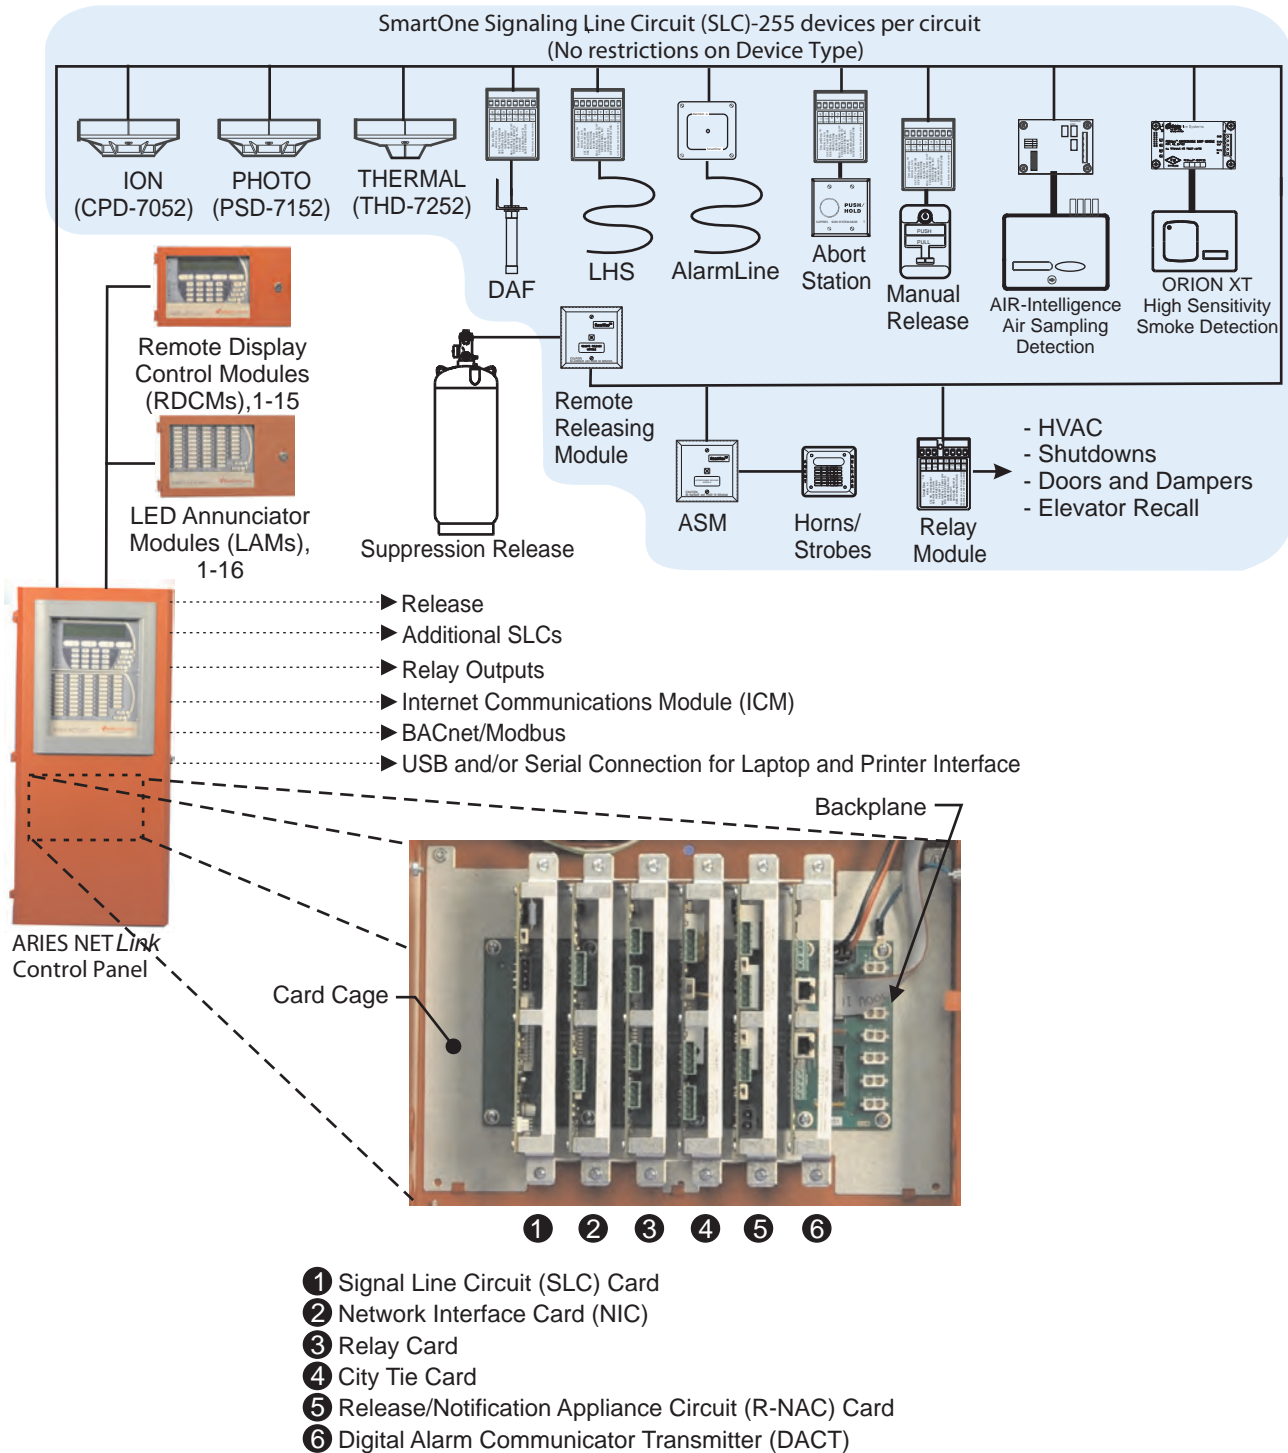 SmartOne Signaling Line Circuit (SLC)-255 devices per circuit
(No restrictions on Device Type)
ION
(CPD-7052)
PHOTO
(PSD-7152)
THERMAL
(THD-7252)
DAF
LHS
AlarmLine
PUSH/
HOLD
Abort
Station
PUSH
PULL
Manual
Release
AIR-Intelligence
Air Sampling
Detection
ORION XT
High Sensitivity
Smoke Detection
Remote Display
Control Modules
(RDCMs),1-15
LED Annunciator
Modules (LAMs),
1-16
Suppression Release
Remote
Releasing
Module
ASM
Horns/
Strobes
Relay
Module
- HVAC
- Shutdowns
- Doors and Dampers
- Elevator Recall
Release
Additional SLCs
Relay Outputs
Internet Communications Module (ICM)
BACnet/Modbus
USB and/or Serial Connection for Laptop and Printer Interface
Backplane
ARIES NETLink
Control Panel
Card Cage
1 2 3 4 5 6
1 Signal Line Circuit (SLC) Card
2 Network Interface Card (NIC)
3 Relay Card
4 City Tie Card
5 Release/Notification Appliance Circuit (R-NAC) Card
6 Digital Alarm Communicator Transmitter (DACT)